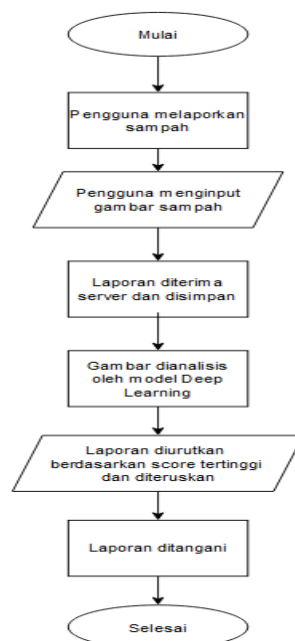 Mulai
Pengguna melaporkan
sampah
Pengguna menginput
gambar sampah
Laporan diterima
server dan disimpan
Gambar dianalisis
oleh model Deep
Learning
Laporan diurutkan
berdasarkan score tertinggi
dan diteruskan
Laporan ditangani
Selesai